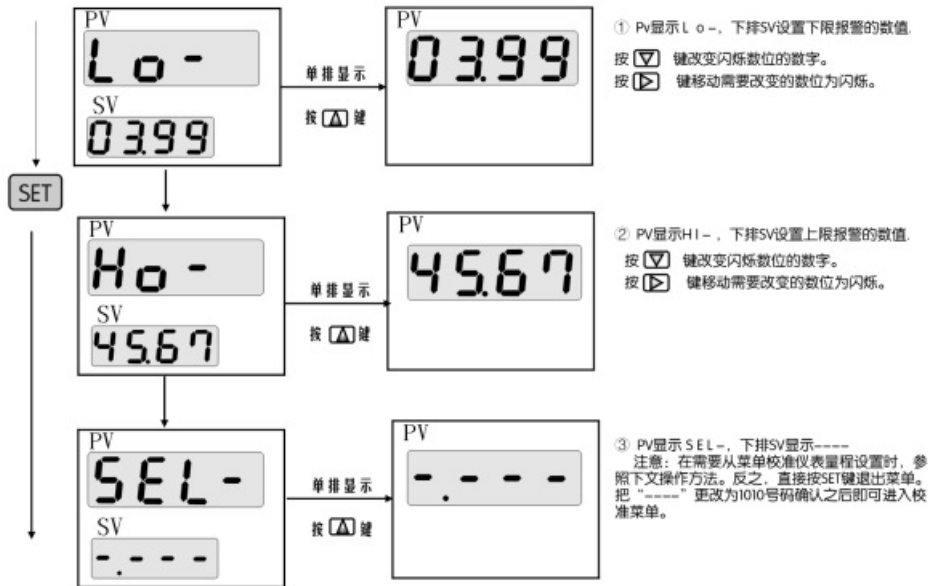 PV
Lo-
SV
03.99
单排显示
按 △ 键
PV
03.99
① Pv显示Lo-, 下排SV设置下限报警的数值.
按 ▽ 键改变闪烁数位的数字。
按 ▷ 键移动需要改变的数位为闪烁。
SET
PV
Ho-
SV
45.67
单排显示
按 △ 键
PV
45.67
② PV显示HI-, 下排SV设置上限报警的数值.
按 ▽ 键改变闪烁数位的数字。
按 ▷ 键移动需要改变的数位为闪烁。
PV
SEL-
SV
-.---
单排显示
按 △ 键
PV
-.---
③ PV显示SEL-, 下排SV显示----
注意：在需要从菜单校准仪表量程设置时，参
照下文操作方法。反之，直接按SET键退出菜单。
把“----”更改为1010号码确认之后即可进入校
准菜单。